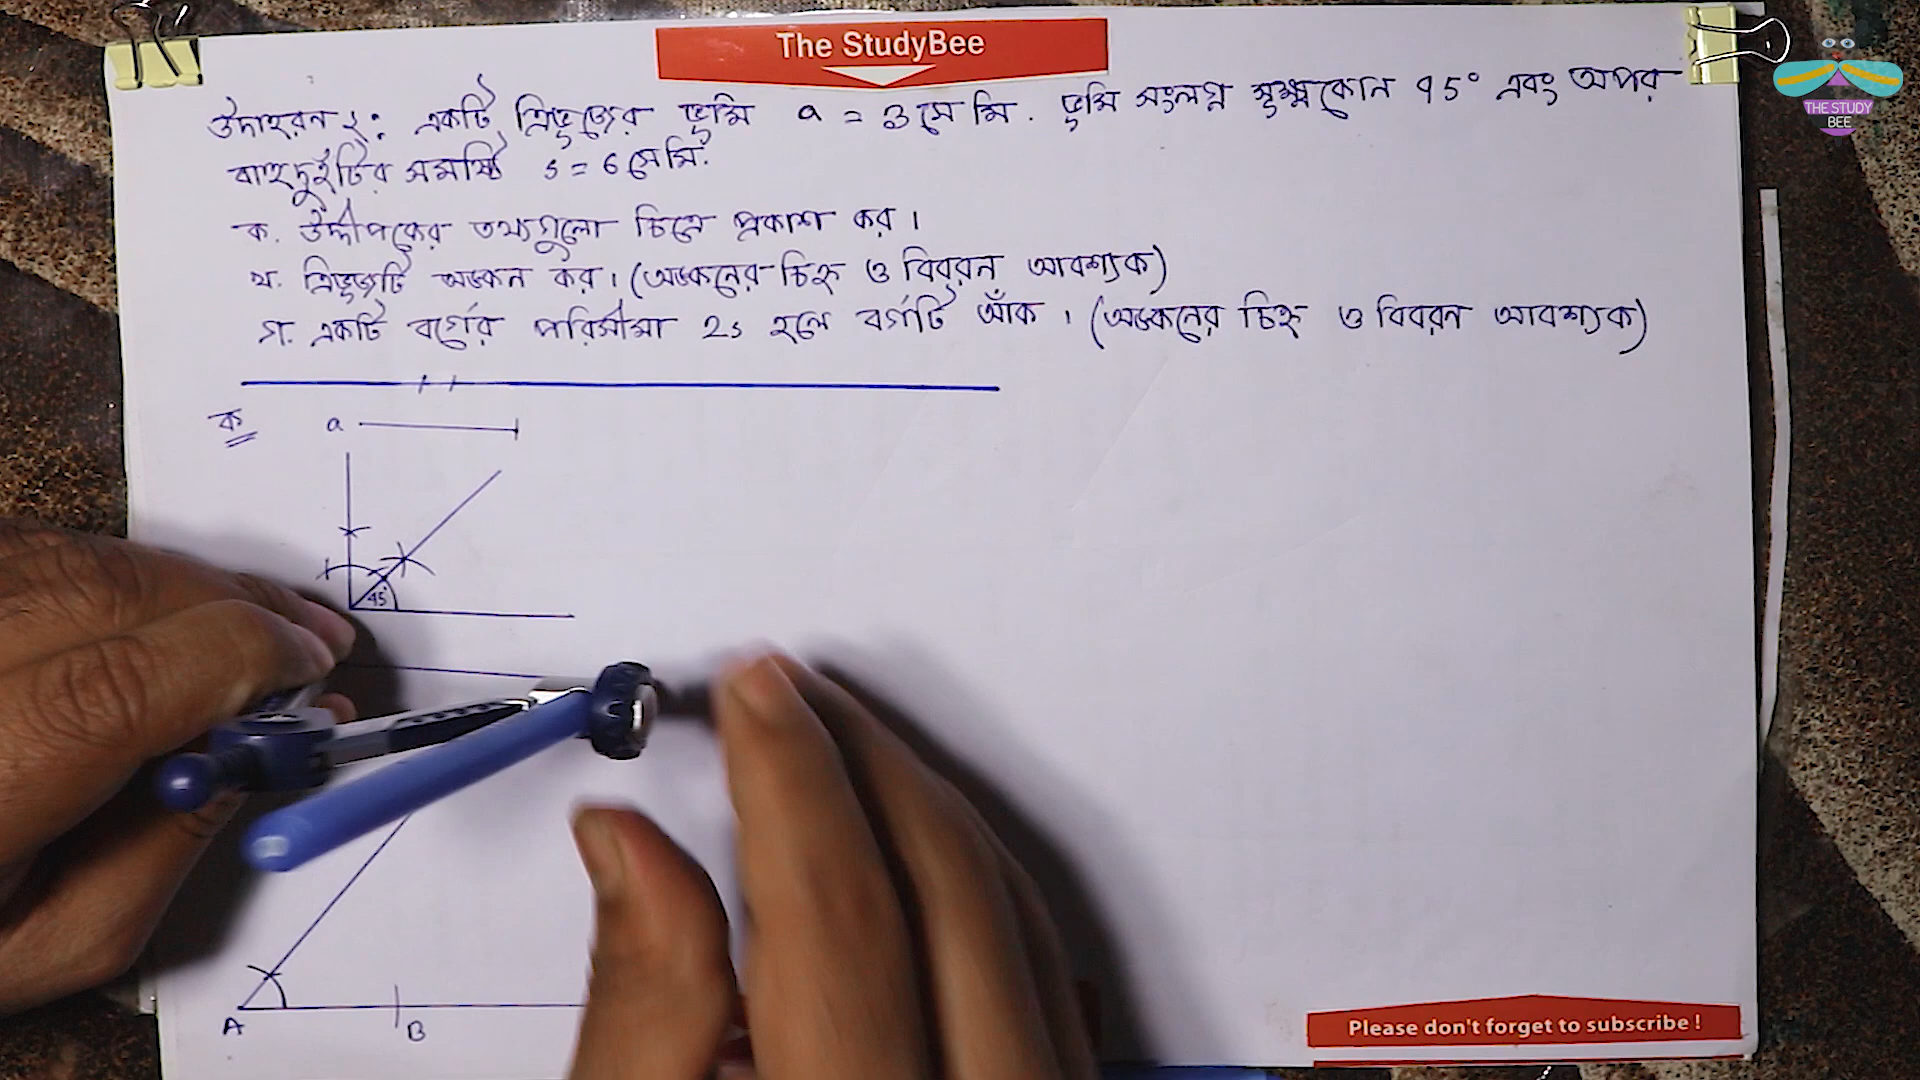 The StudyBee
উদাহরন ২: একটি ত্রিভুজের ভূমি a = 3 সে মি. ভূমি সংলগ্ন সূক্ষ্মকোন 45° এবং অপর
বাহুদুইটির সমষ্টি s = 6 সেমি.
ক. উদ্দীপকের তথ্যগুলো চিত্রে প্রকাশ কর।
খ. ত্রিভুজটি অঙ্কন কর। (অঙ্কনের চিহ্ন ও বিবরন আবশ্যক)
গ. একটি বর্গের পরিসীমা 2s হলে বর্গটি আঁক। (অঙ্কনের চিহ্ন ও বিবরন আবশ্যক)
ক
a
45°
A
B
THE STUDY
BEE
Please don't forget to subscribe !